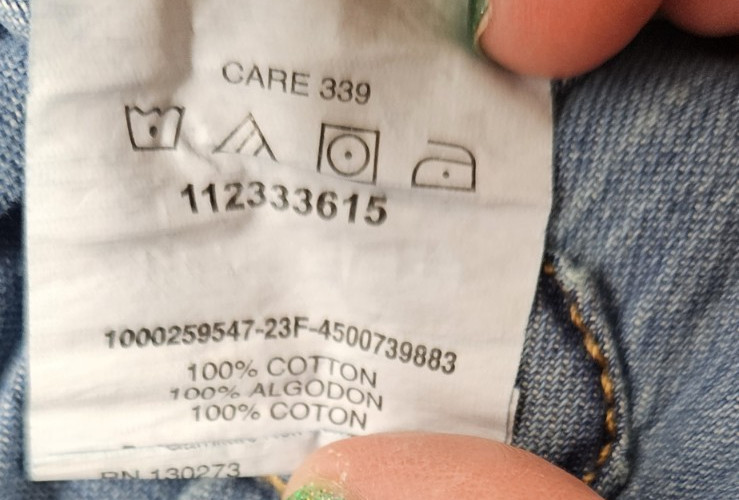 CARE 339
112333615
1000259547-23F-4500739883
100% COTTON
100% ALGODON
100% COTON
RN 130273